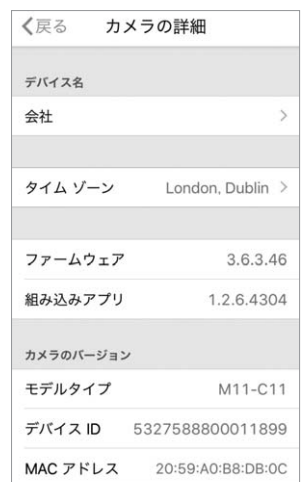 戻る カメラの詳細
デバイス名
会社
タイム ゾーン London, Dublin
ファームウェア 3.6.3.46
組み込みアプリ 1.2.6.4304
カメラのバージョン
モデルタイプ M11-C11
デバイス ID 5327588800011899
MAC アドレス 20:59:A0:B8:DB:0C